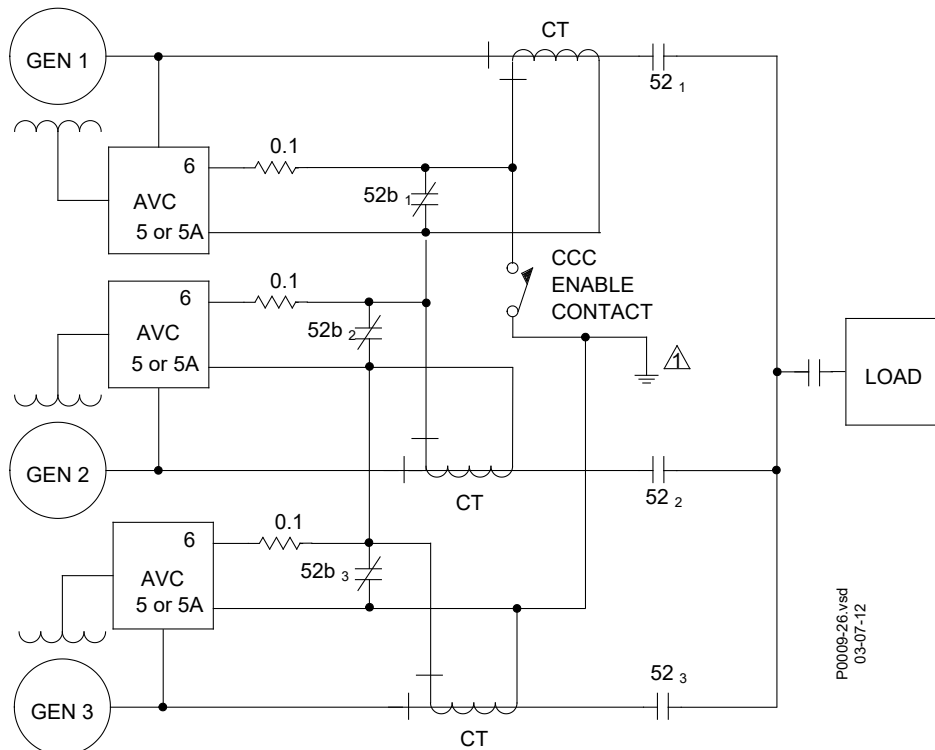 GEN 1
CT
52 1
0.1
6
AVC
5 or 5A
52b 1
CCC
ENABLE
CONTACT
1
0.1
6
AVC
5 or 5A
52b 2
LOAD
GEN 2
CT
52 2
0.1
6
AVC
5 or 5A
52b 3
GEN 3
CT
52 3
P0009-26.vsd
03-07-12